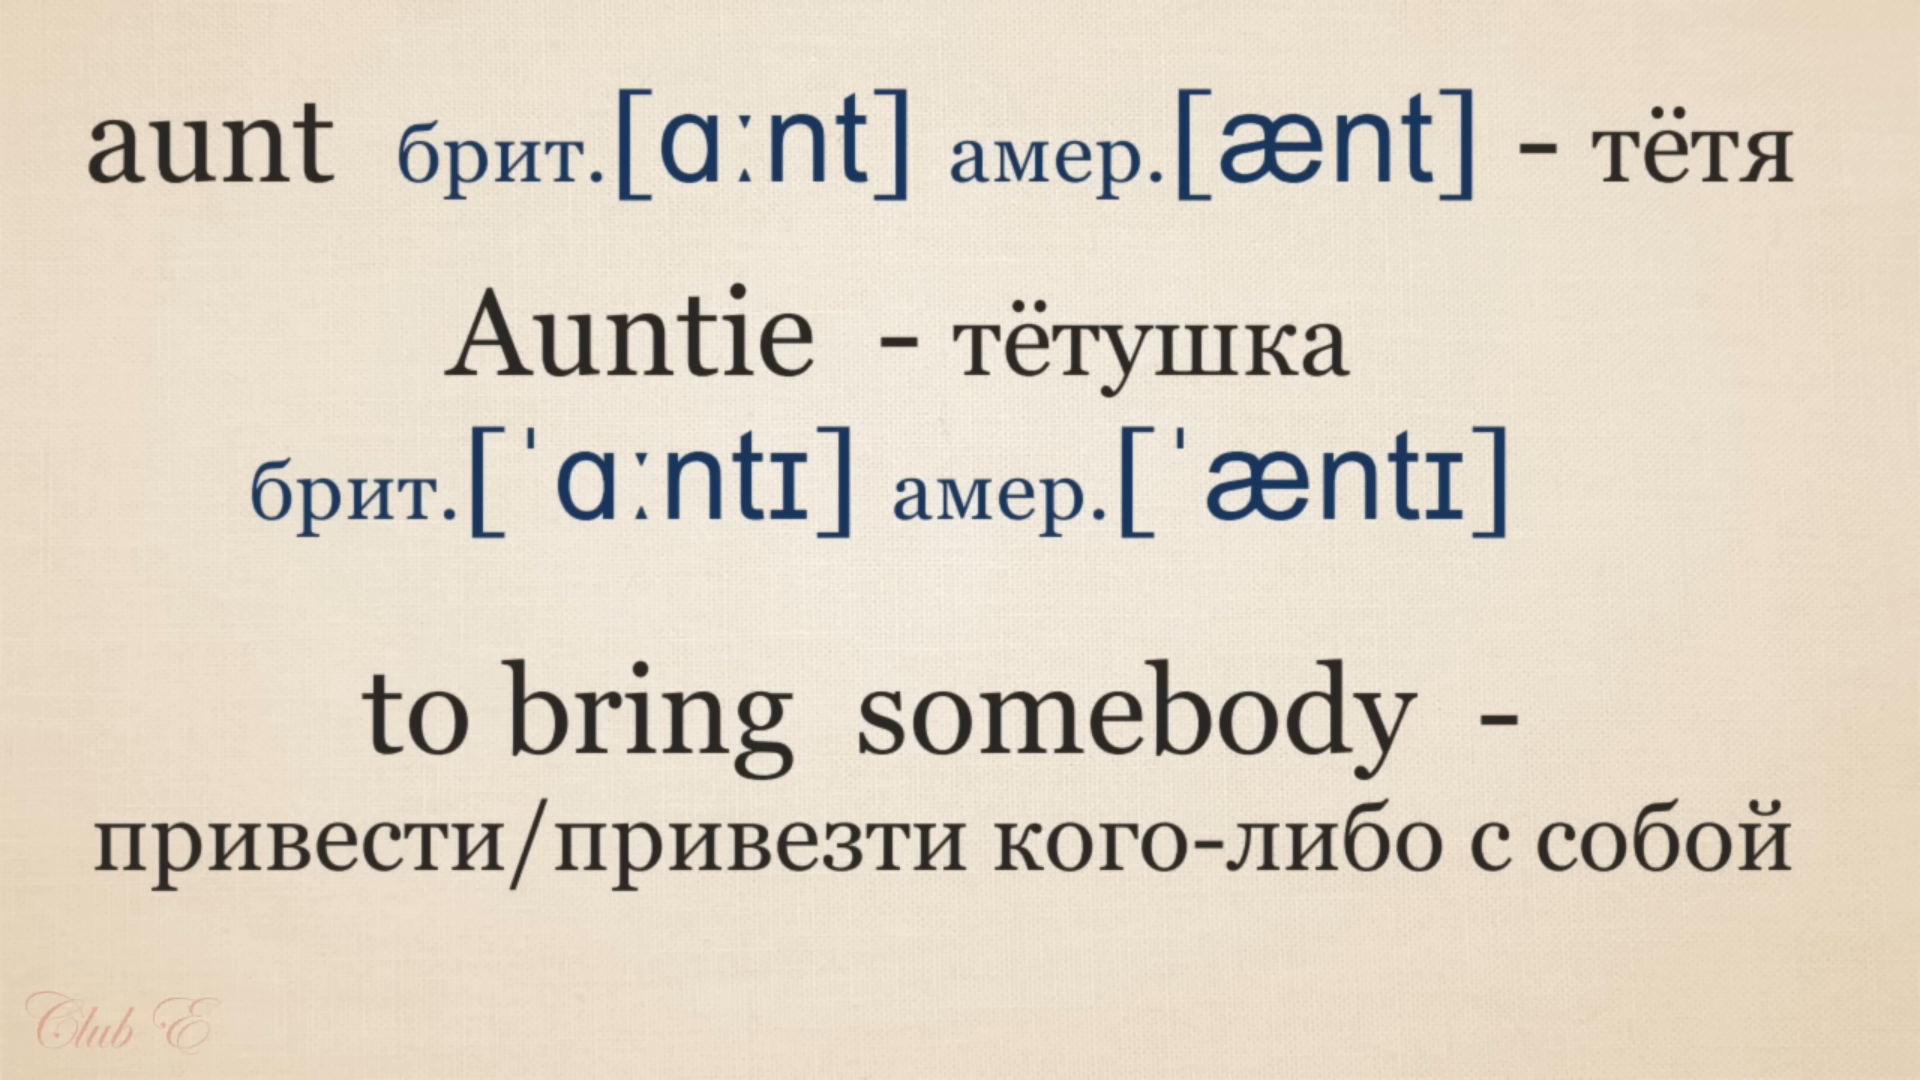 aunt брит.[ɑːnt] амер.[ænt] - тётя
Auntie - тётушка
брит.[ˈɑːntɪ] амер.[ˈæntɪ]
to bring somebody -
привести/привезти кого-либо с собой
Club E